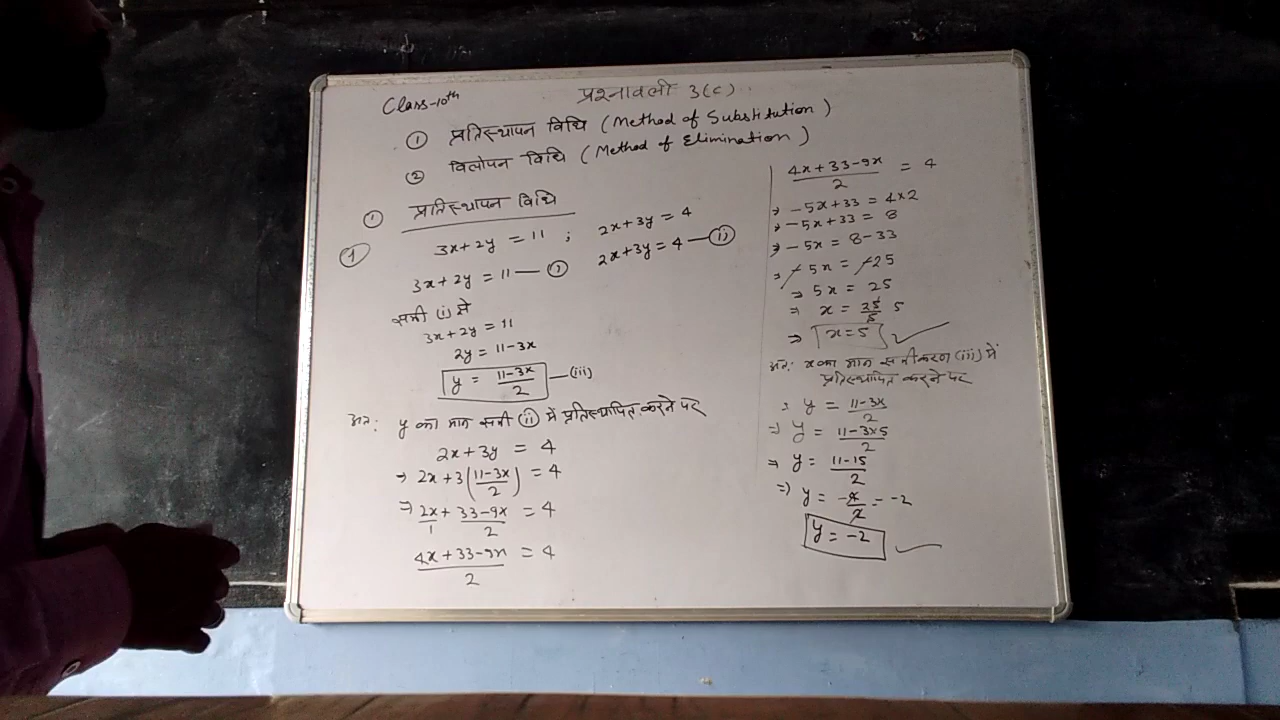 Class-10th
प्रश्नावली 3(c)
① प्रतिस्थापन विधि (Method of Substitution)
② विलोपन विधि (Method of Elimination)
① प्रतिस्थापन विधि
① 3x+2y = 11 ; 2x+3y = 4
3x+2y = 11 — (i) 2x+3y = 4 — (ii)
समी (i) से
3x+2y = 11
2y = 11-3x
y = (11-3x)/2 — (iii)
अतः y का मान समी (ii) में प्रतिस्थापित करने पर
2x+3y = 4
⇒ 2x+3((11-3x)/2) = 4
⇒ 2x/1 + (33-9x)/2 = 4
(4x+33-9x)/2 = 4
(4x+33-9x)/2 = 4
⇒ -5x+33 = 4×2
⇒ -5x+33 = 8
⇒ -5x = 8-33
⇒ -5x = -25
⇒ 5x = 25
⇒ x = 25/5 5
⇒ x=5 ✓
अतः x का मान समीकरण (iii) में
प्रतिस्थापित करने पर
⇒ y = (11-3x)/2
⇒ y = (11-3×5)/2
⇒ y = (11-15)/2
⇒ y = -4/2 = -2
y = -2 ✓